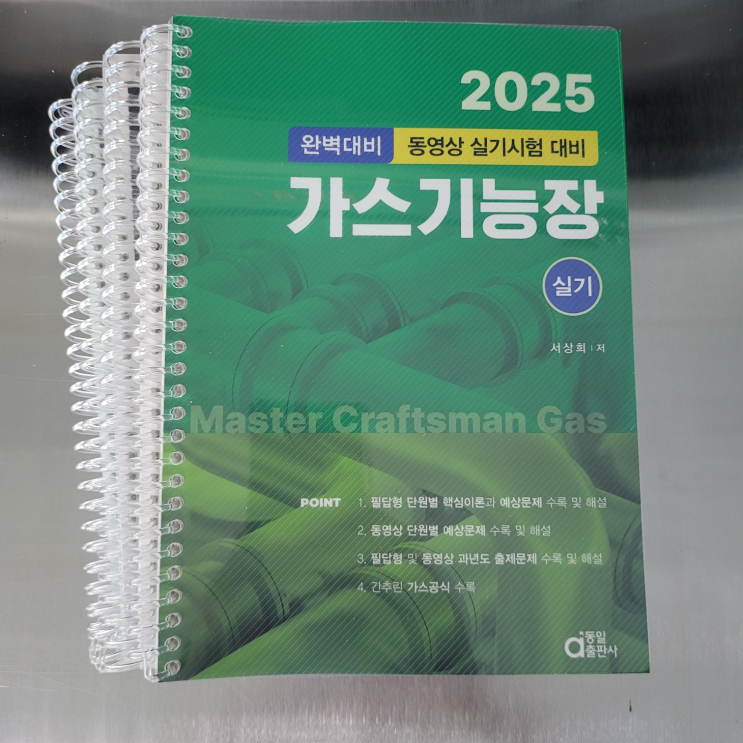 2025
완벽대비 동영상 실기시험 대비
가스기능장
실기
서상희 | 저
Master Craftsman Gas
POINT 1. 필답형 단원별 핵심이론과 예상문제 수록 및 해설
2. 동영상 단원별 예상문제 수록 및 해설
3. 필답형 및 동영상 과년도 출제문제 수록 및 해설
4. 간추린 가스공식 수록
동일
출판사